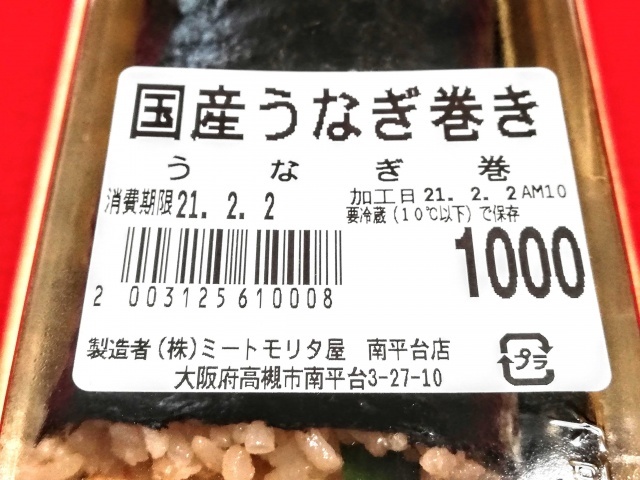 国産うなぎ巻き
うなぎ巻
消費期限 21. 2. 2
加工日 21. 2. 2 AM10
要冷蔵(10℃以下)で保存
1000
2 003125 610008
製造者 (株)ミートモリタ屋 南平台店
大阪府高槻市南平台3-27-10
プラ